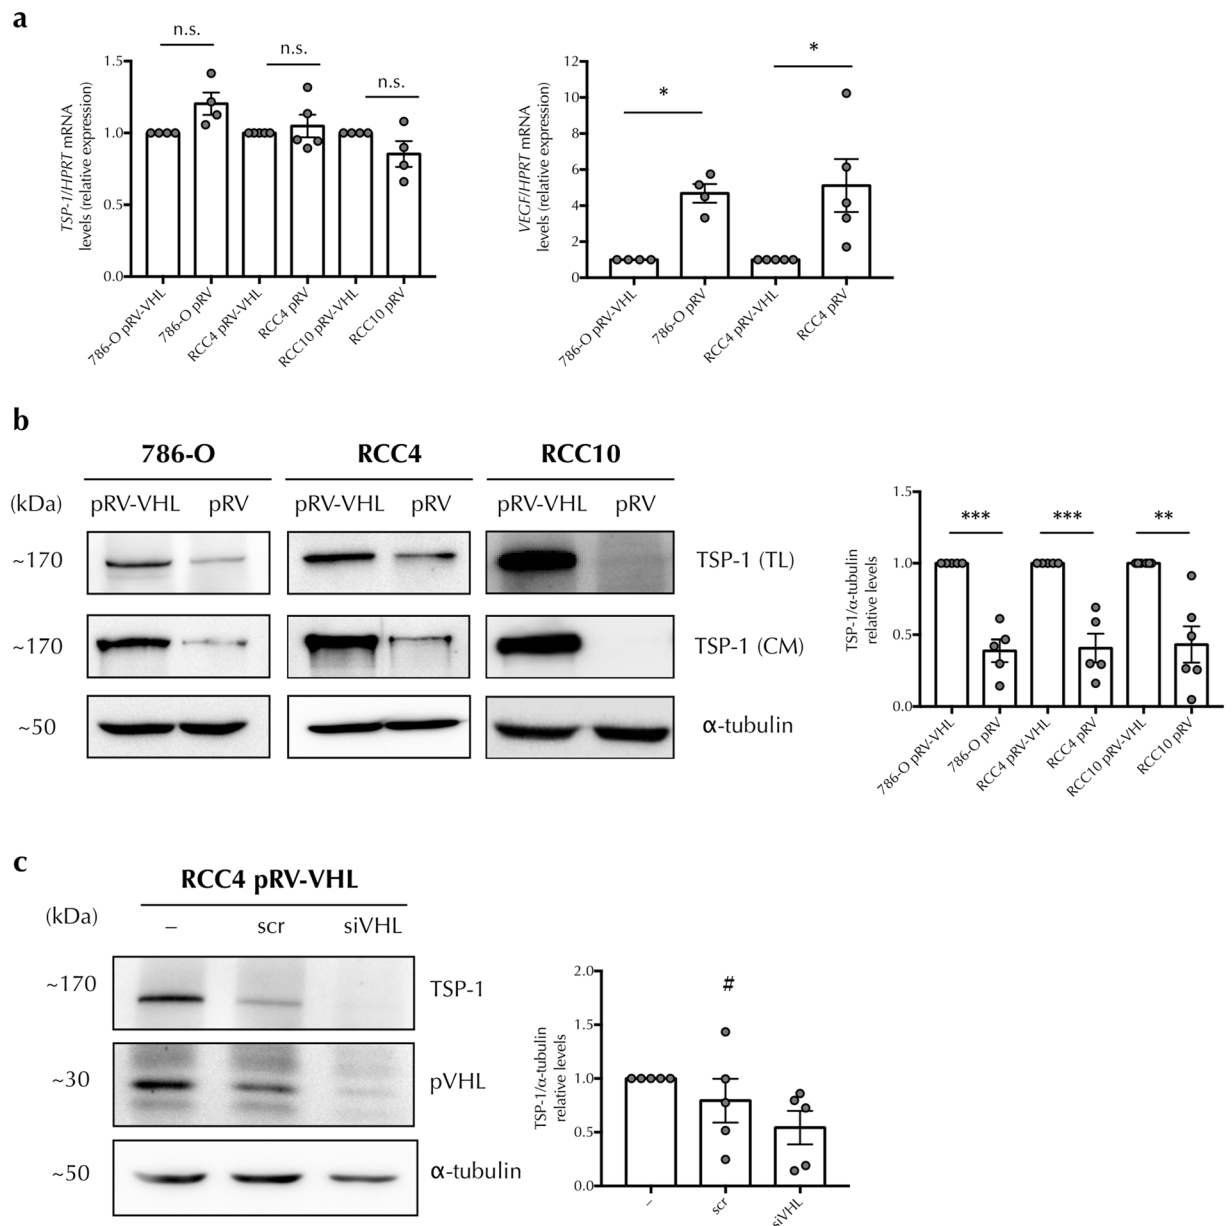 a
n.s.
n.s.
n.s.
TSP-1/HPRT mRNA
levels (relative expression)
1.5
1.0
0.5
0.0
786-O pRV-VHL
786-O pRV
RCC4 pRV-VHL
RCC4 pRV
RCC10 pRV-VHL
RCC10 pRV
*
*
VEGF/HPRT mRNA
levels (relative expression)
12
10
8
6
4
2
0
786-O pRV-VHL
786-O pRV
RCC4 pRV-VHL
RCC4 pRV
b
786-O RCC4 RCC10
(kDa) pRV-VHL pRV pRV-VHL pRV pRV-VHL pRV
~170 TSP-1 (TL)
~170 TSP-1 (CM)
~50 α-tubulin
*** *** **
TSP-1/α-tubulin
relative levels
1.5
1.0
0.5
0.0
786-O pRV-VHL
786-O pRV
RCC4 pRV-VHL
RCC4 pRV
RCC10 pRV-VHL
RCC10 pRV
c
RCC4 pRV-VHL
(kDa) – scr siVHL
~170 TSP-1
~30 pVHL
~50 α-tubulin
#
TSP-1/α-tubulin
relative levels
2.0
1.5
1.0
0.5
0.0
–
scr
siVHL